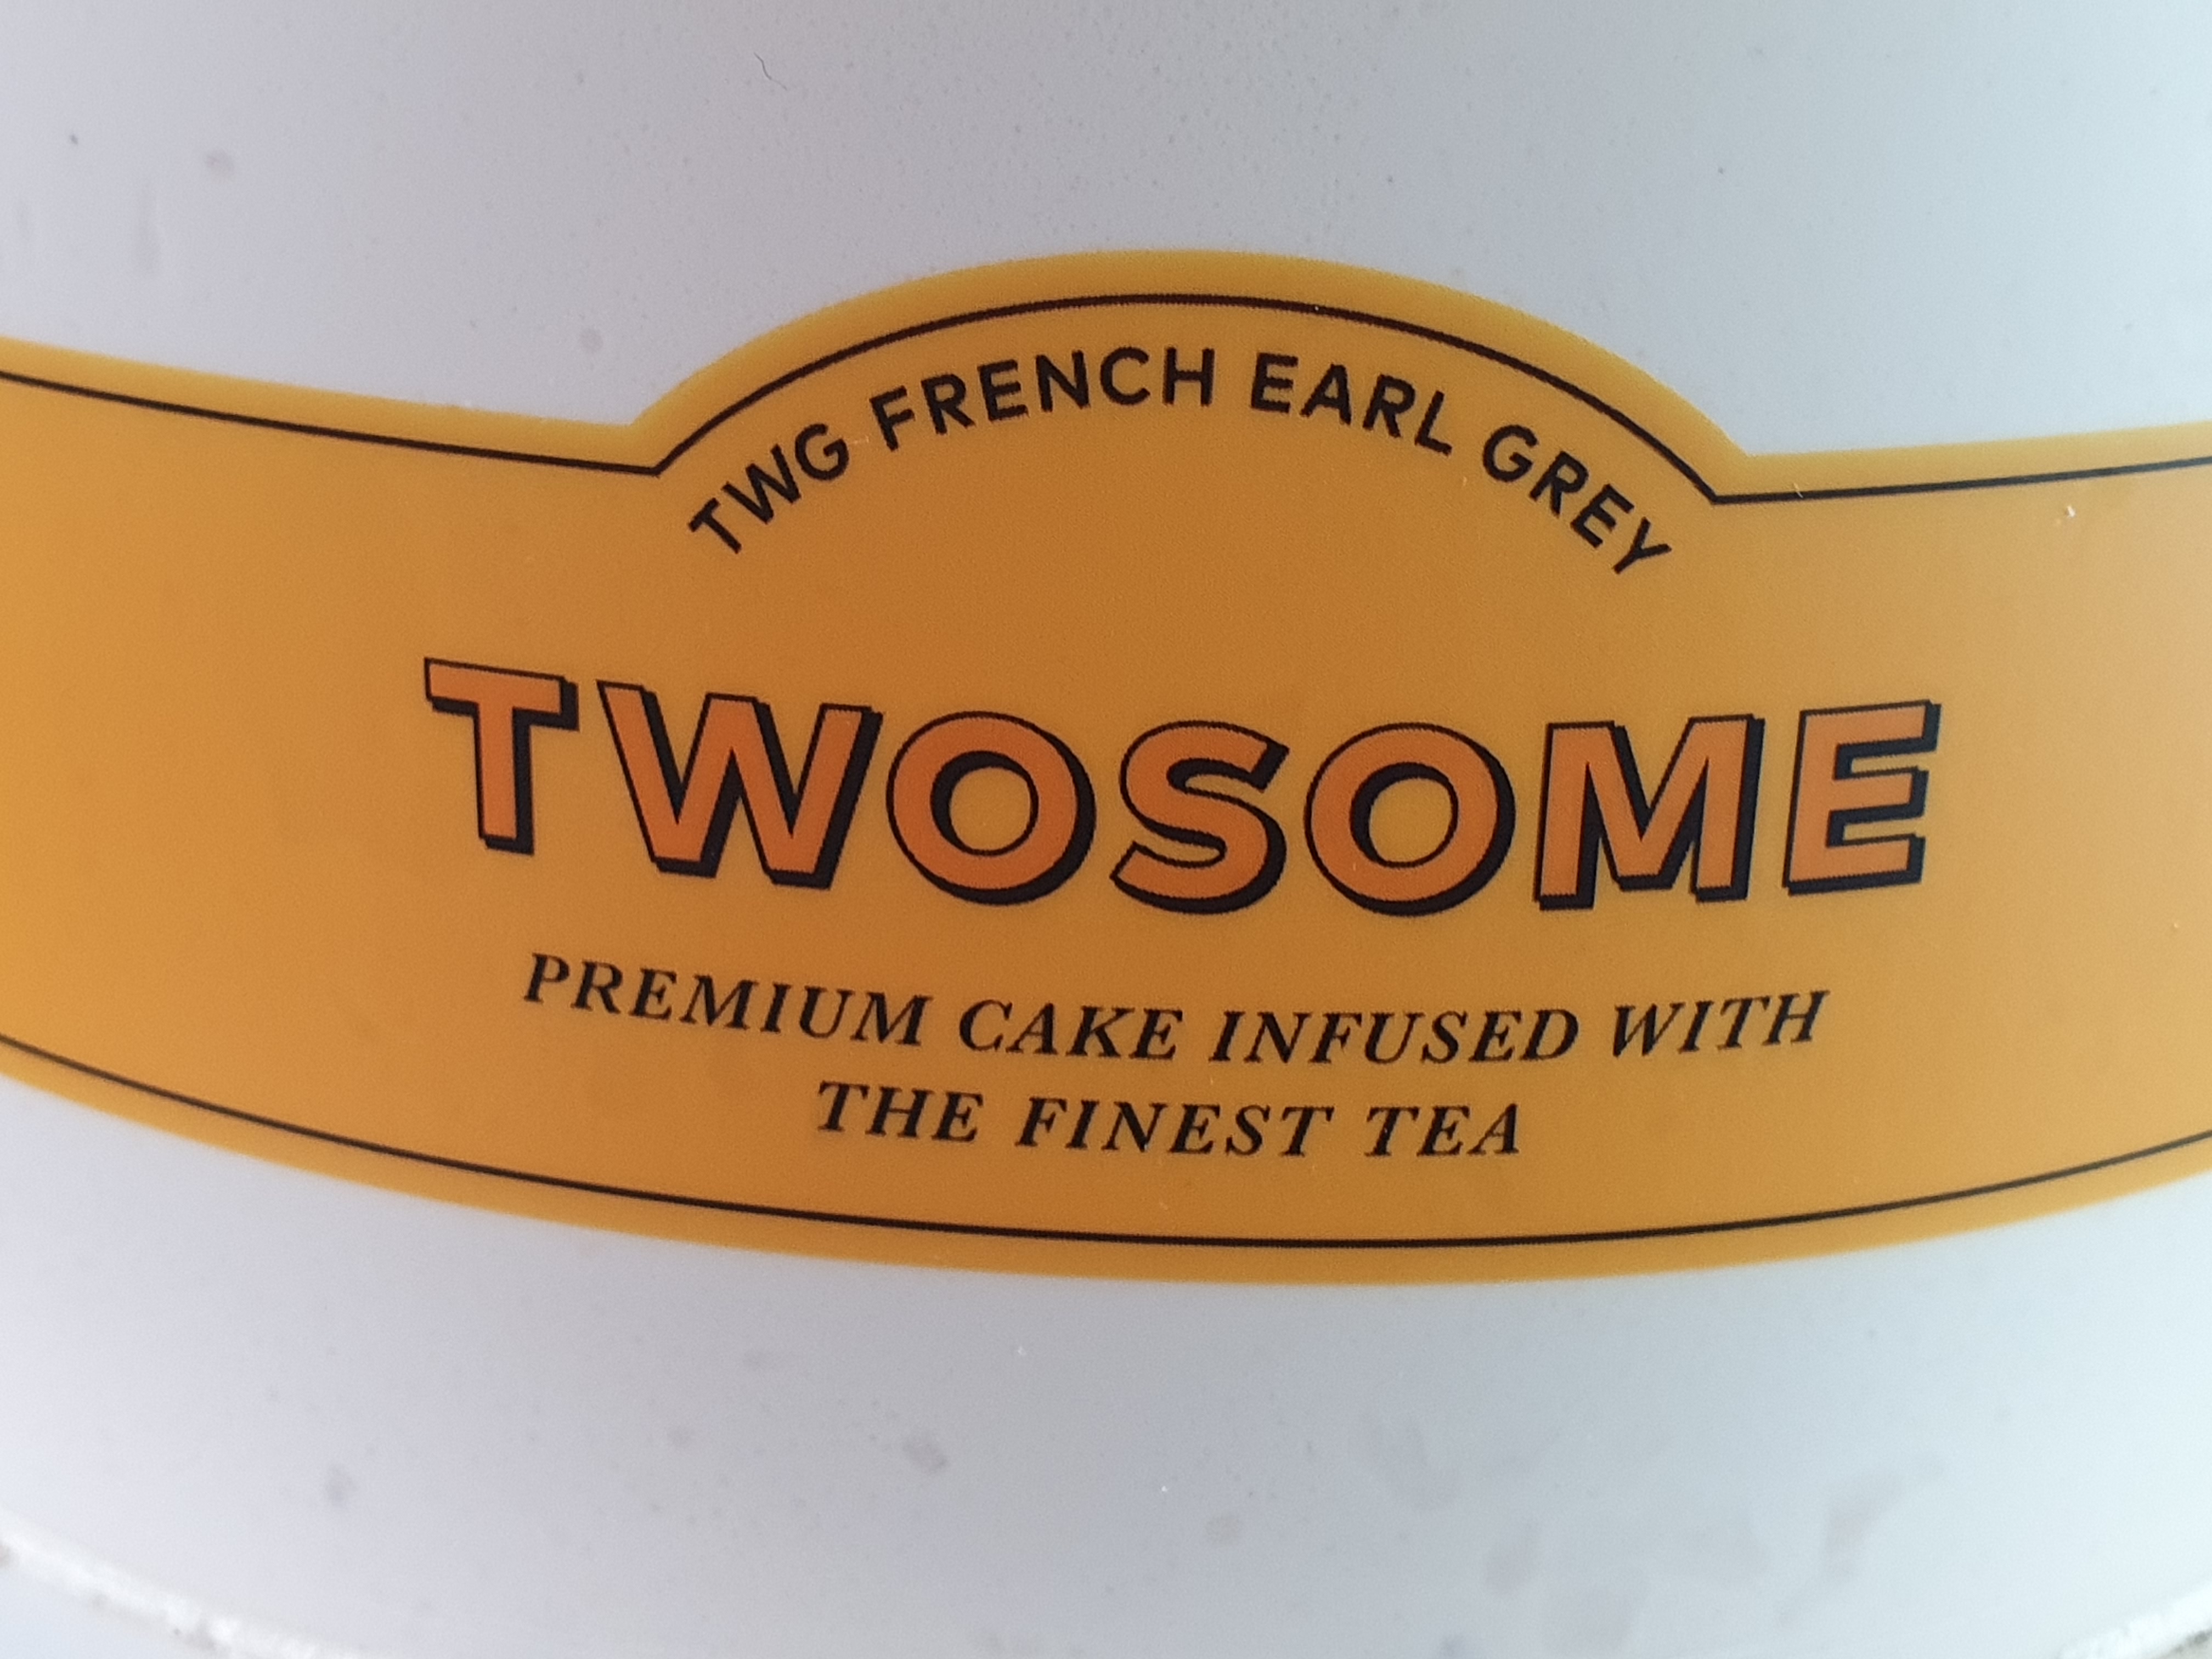 TWG FRENCH EARL GREY
TWOSOME
PREMIUM CAKE INFUSED WITH
THE FINEST TEA